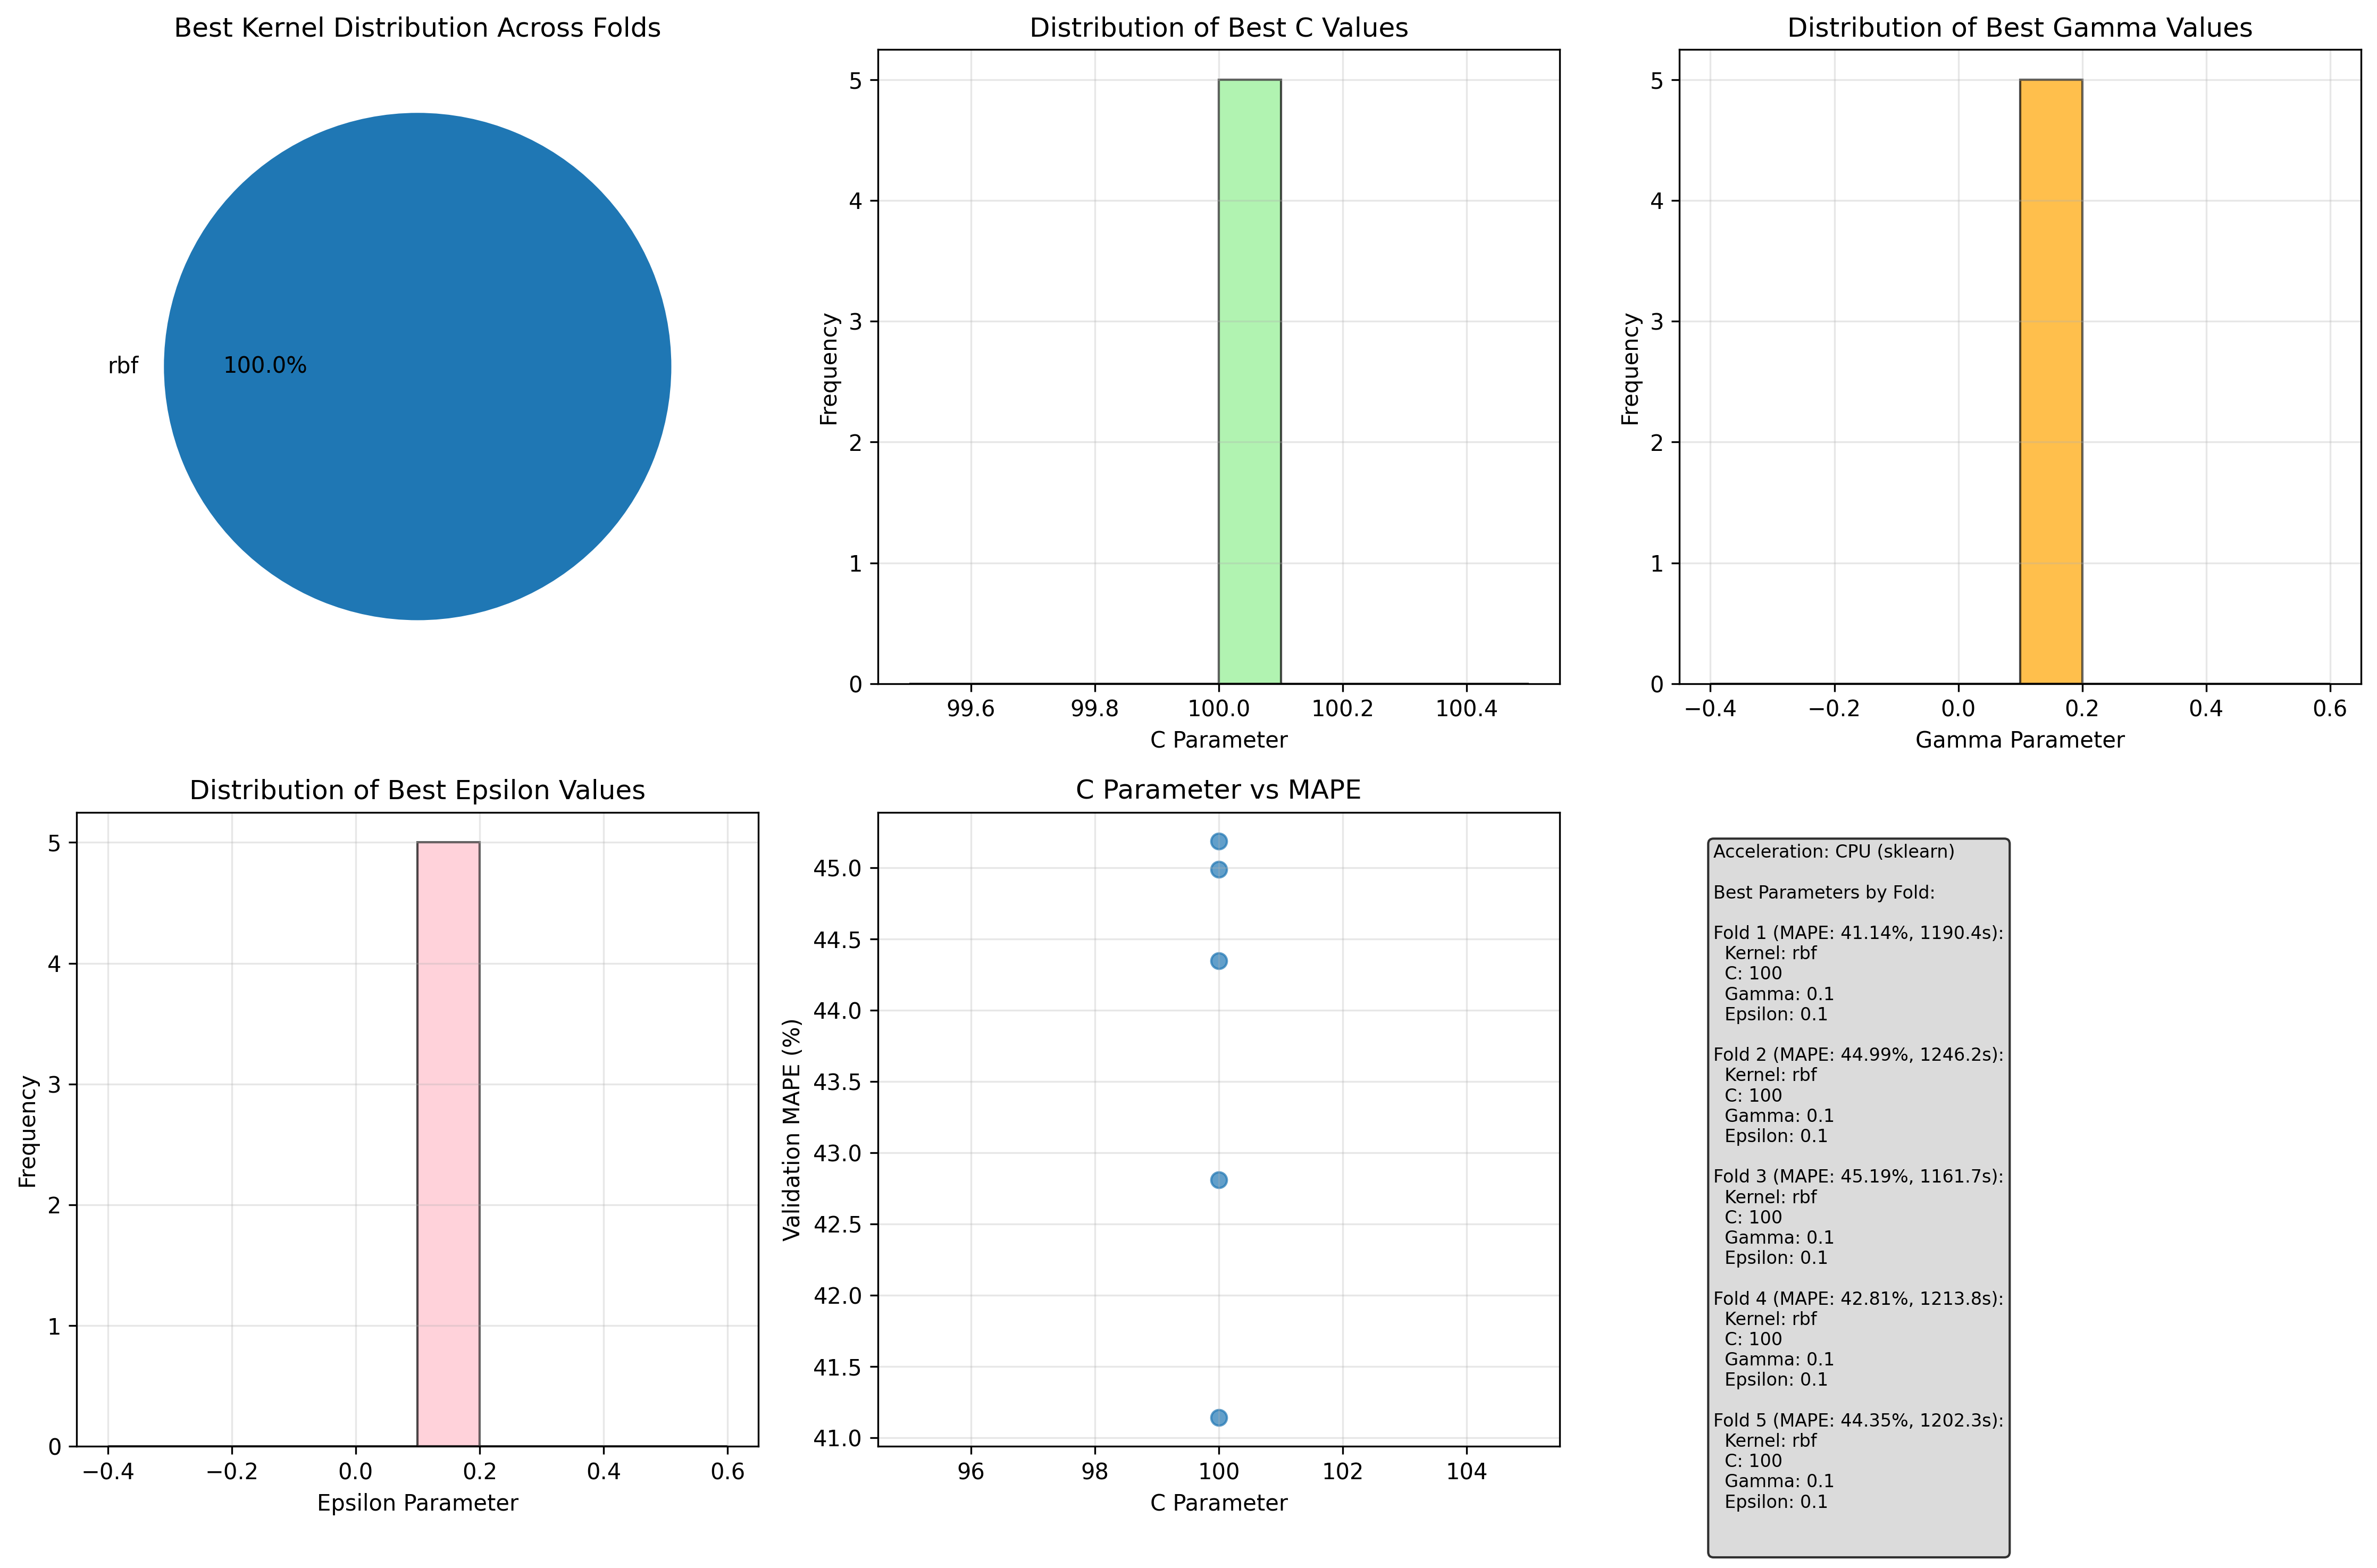 Best Kernel Distribution Across Folds
rbf
100.0%
Distribution of Best C Values
Frequency
5
4
3
2
1
0
99.6 99.8 100.0 100.2 100.4
C Parameter
Distribution of Best Gamma Values
Frequency
5
4
3
2
1
0
−0.4 −0.2 0.0 0.2 0.4 0.6
Gamma Parameter
Distribution of Best Epsilon Values
Frequency
5
4
3
2
1
0
−0.4 −0.2 0.0 0.2 0.4 0.6
Epsilon Parameter
C Parameter vs MAPE
Validation MAPE (%)
45.0
44.5
44.0
43.5
43.0
42.5
42.0
41.5
41.0
96 98 100 102 104
C Parameter
Acceleration: CPU (sklearn)
Best Parameters by Fold:
Fold 1 (MAPE: 41.14%, 1190.4s):
Kernel: rbf
C: 100
Gamma: 0.1
Epsilon: 0.1
Fold 2 (MAPE: 44.99%, 1246.2s):
Kernel: rbf
C: 100
Gamma: 0.1
Epsilon: 0.1
Fold 3 (MAPE: 45.19%, 1161.7s):
Kernel: rbf
C: 100
Gamma: 0.1
Epsilon: 0.1
Fold 4 (MAPE: 42.81%, 1213.8s):
Kernel: rbf
C: 100
Gamma: 0.1
Epsilon: 0.1
Fold 5 (MAPE: 44.35%, 1202.3s):
Kernel: rbf
C: 100
Gamma: 0.1
Epsilon: 0.1